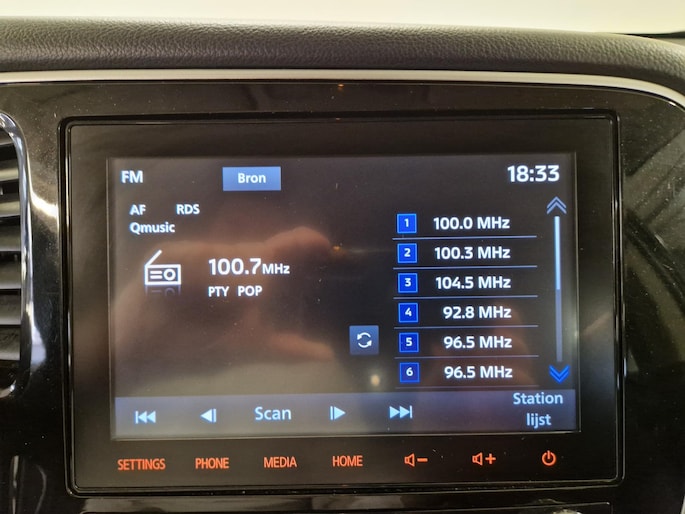 FM
Bron
18:33
AF RDS
Qmusic
100.7MHz
PTY POP
1 100.0 MHz
2 100.3 MHz
3 104.5 MHz
4 92.8 MHz
5 96.5 MHz
6 96.5 MHz
Scan
Station
lijst
SETTINGS PHONE MEDIA HOME